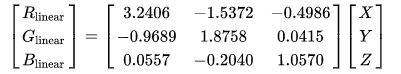 [R_linear] = [3.2406 −1.5372 −0.4986] [X]
[G_linear] = [−0.9689 1.8758 0.0415] [Y]
[B_linear] = [0.0557 −0.2040 1.0570] [Z]